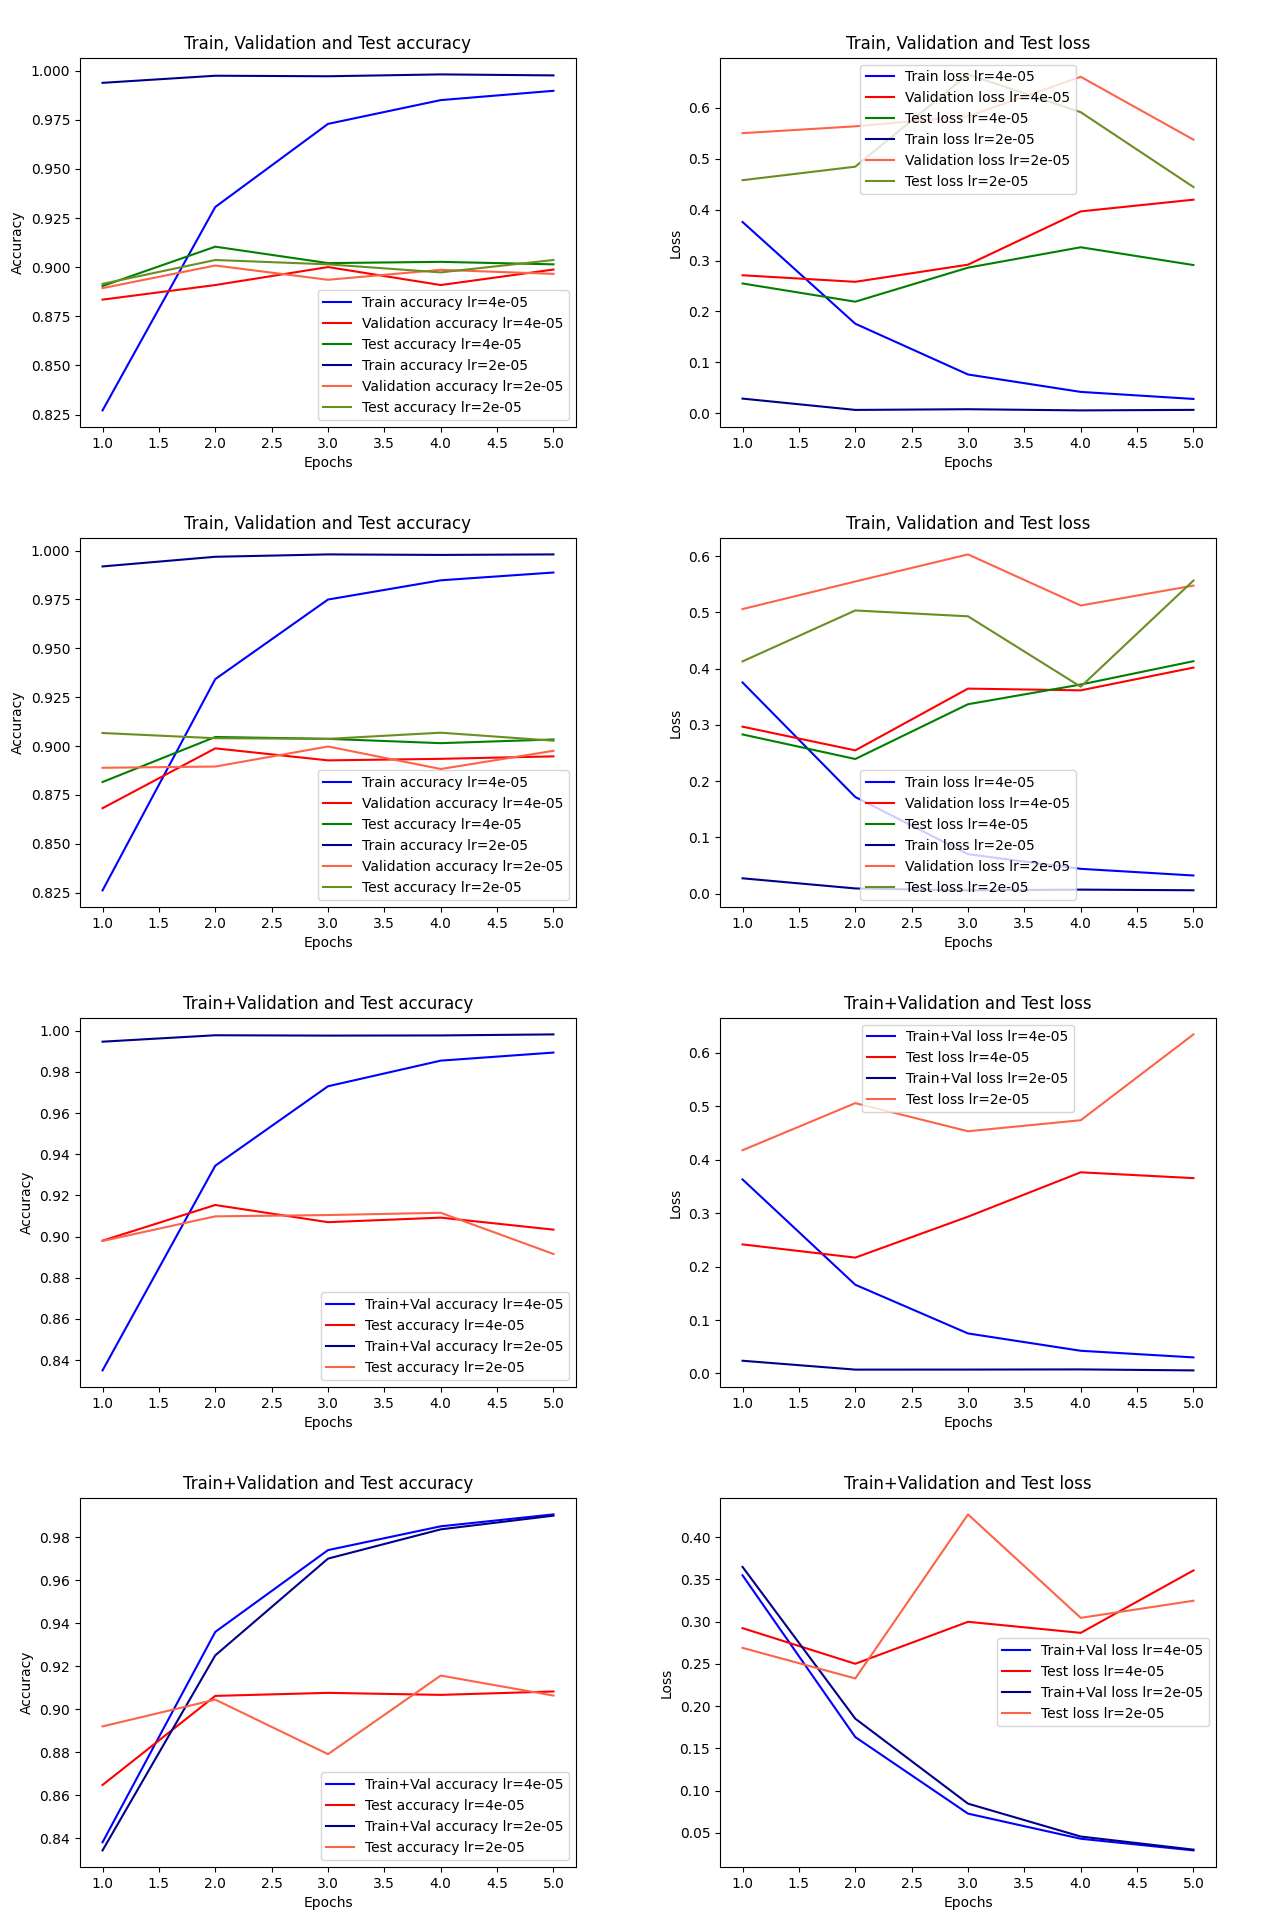 Train, Validation and Test accuracy
Accuracy
1.000
0.975
0.950
0.925
0.900
0.875
0.850
0.825
Train accuracy lr=4e-05
Validation accuracy lr=4e-05
Test accuracy lr=4e-05
Train accuracy lr=2e-05
Validation accuracy lr=2e-05
Test accuracy lr=2e-05
1.0 1.5 2.0 2.5 3.0 3.5 4.0 4.5 5.0
Epochs
Train, Validation and Test loss
Loss
0.6
0.5
0.4
0.3
0.2
0.1
0.0
Train loss lr=4e-05
Validation loss lr=4e-05
Test loss lr=4e-05
Train loss lr=2e-05
Validation loss lr=2e-05
Test loss lr=2e-05
1.0 1.5 2.0 2.5 3.0 3.5 4.0 4.5 5.0
Epochs
Train, Validation and Test accuracy
Accuracy
1.000
0.975
0.950
0.925
0.900
0.875
0.850
0.825
Train accuracy lr=4e-05
Validation accuracy lr=4e-05
Test accuracy lr=4e-05
Train accuracy lr=2e-05
Validation accuracy lr=2e-05
Test accuracy lr=2e-05
1.0 1.5 2.0 2.5 3.0 3.5 4.0 4.5 5.0
Epochs
Train, Validation and Test loss
Loss
0.6
0.5
0.4
0.3
0.2
0.1
0.0
Train loss lr=4e-05
Validation loss lr=4e-05
Test loss lr=4e-05
Train loss lr=2e-05
Validation loss lr=2e-05
Test loss lr=2e-05
1.0 1.5 2.0 2.5 3.0 3.5 4.0 4.5 5.0
Epochs
Train+Validation and Test accuracy
Accuracy
1.00
0.98
0.96
0.94
0.92
0.90
0.88
0.86
0.84
Train+Val accuracy lr=4e-05
Test accuracy lr=4e-05
Train+Val accuracy lr=2e-05
Test accuracy lr=2e-05
1.0 1.5 2.0 2.5 3.0 3.5 4.0 4.5 5.0
Epochs
Train+Validation and Test loss
Loss
0.6
0.5
0.4
0.3
0.2
0.1
0.0
Train+Val loss lr=4e-05
Test loss lr=4e-05
Train+Val loss lr=2e-05
Test loss lr=2e-05
1.0 1.5 2.0 2.5 3.0 3.5 4.0 4.5 5.0
Epochs
Train+Validation and Test accuracy
Accuracy
0.98
0.96
0.94
0.92
0.90
0.88
0.86
0.84
Train+Val accuracy lr=4e-05
Test accuracy lr=4e-05
Train+Val accuracy lr=2e-05
Test accuracy lr=2e-05
1.0 1.5 2.0 2.5 3.0 3.5 4.0 4.5 5.0
Epochs
Train+Validation and Test loss
Loss
0.40
0.35
0.30
0.25
0.20
0.15
0.10
0.05
Train+Val loss lr=4e-05
Test loss lr=4e-05
Train+Val loss lr=2e-05
Test loss lr=2e-05
1.0 1.5 2.0 2.5 3.0 3.5 4.0 4.5 5.0
Epochs